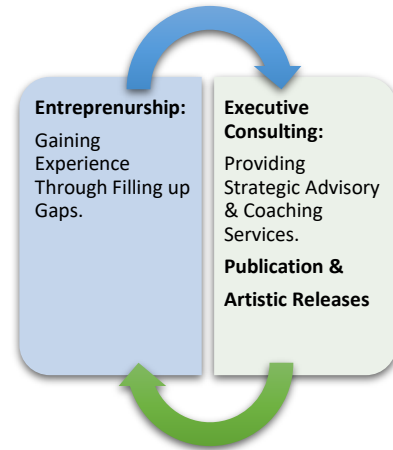 Entreprenurship:
Gaining
Experience
Through Filling up
Gaps.
Executive
Consulting:
Providing
Strategic Advisory
& Coaching
Services.
Publication &
Artistic Releases